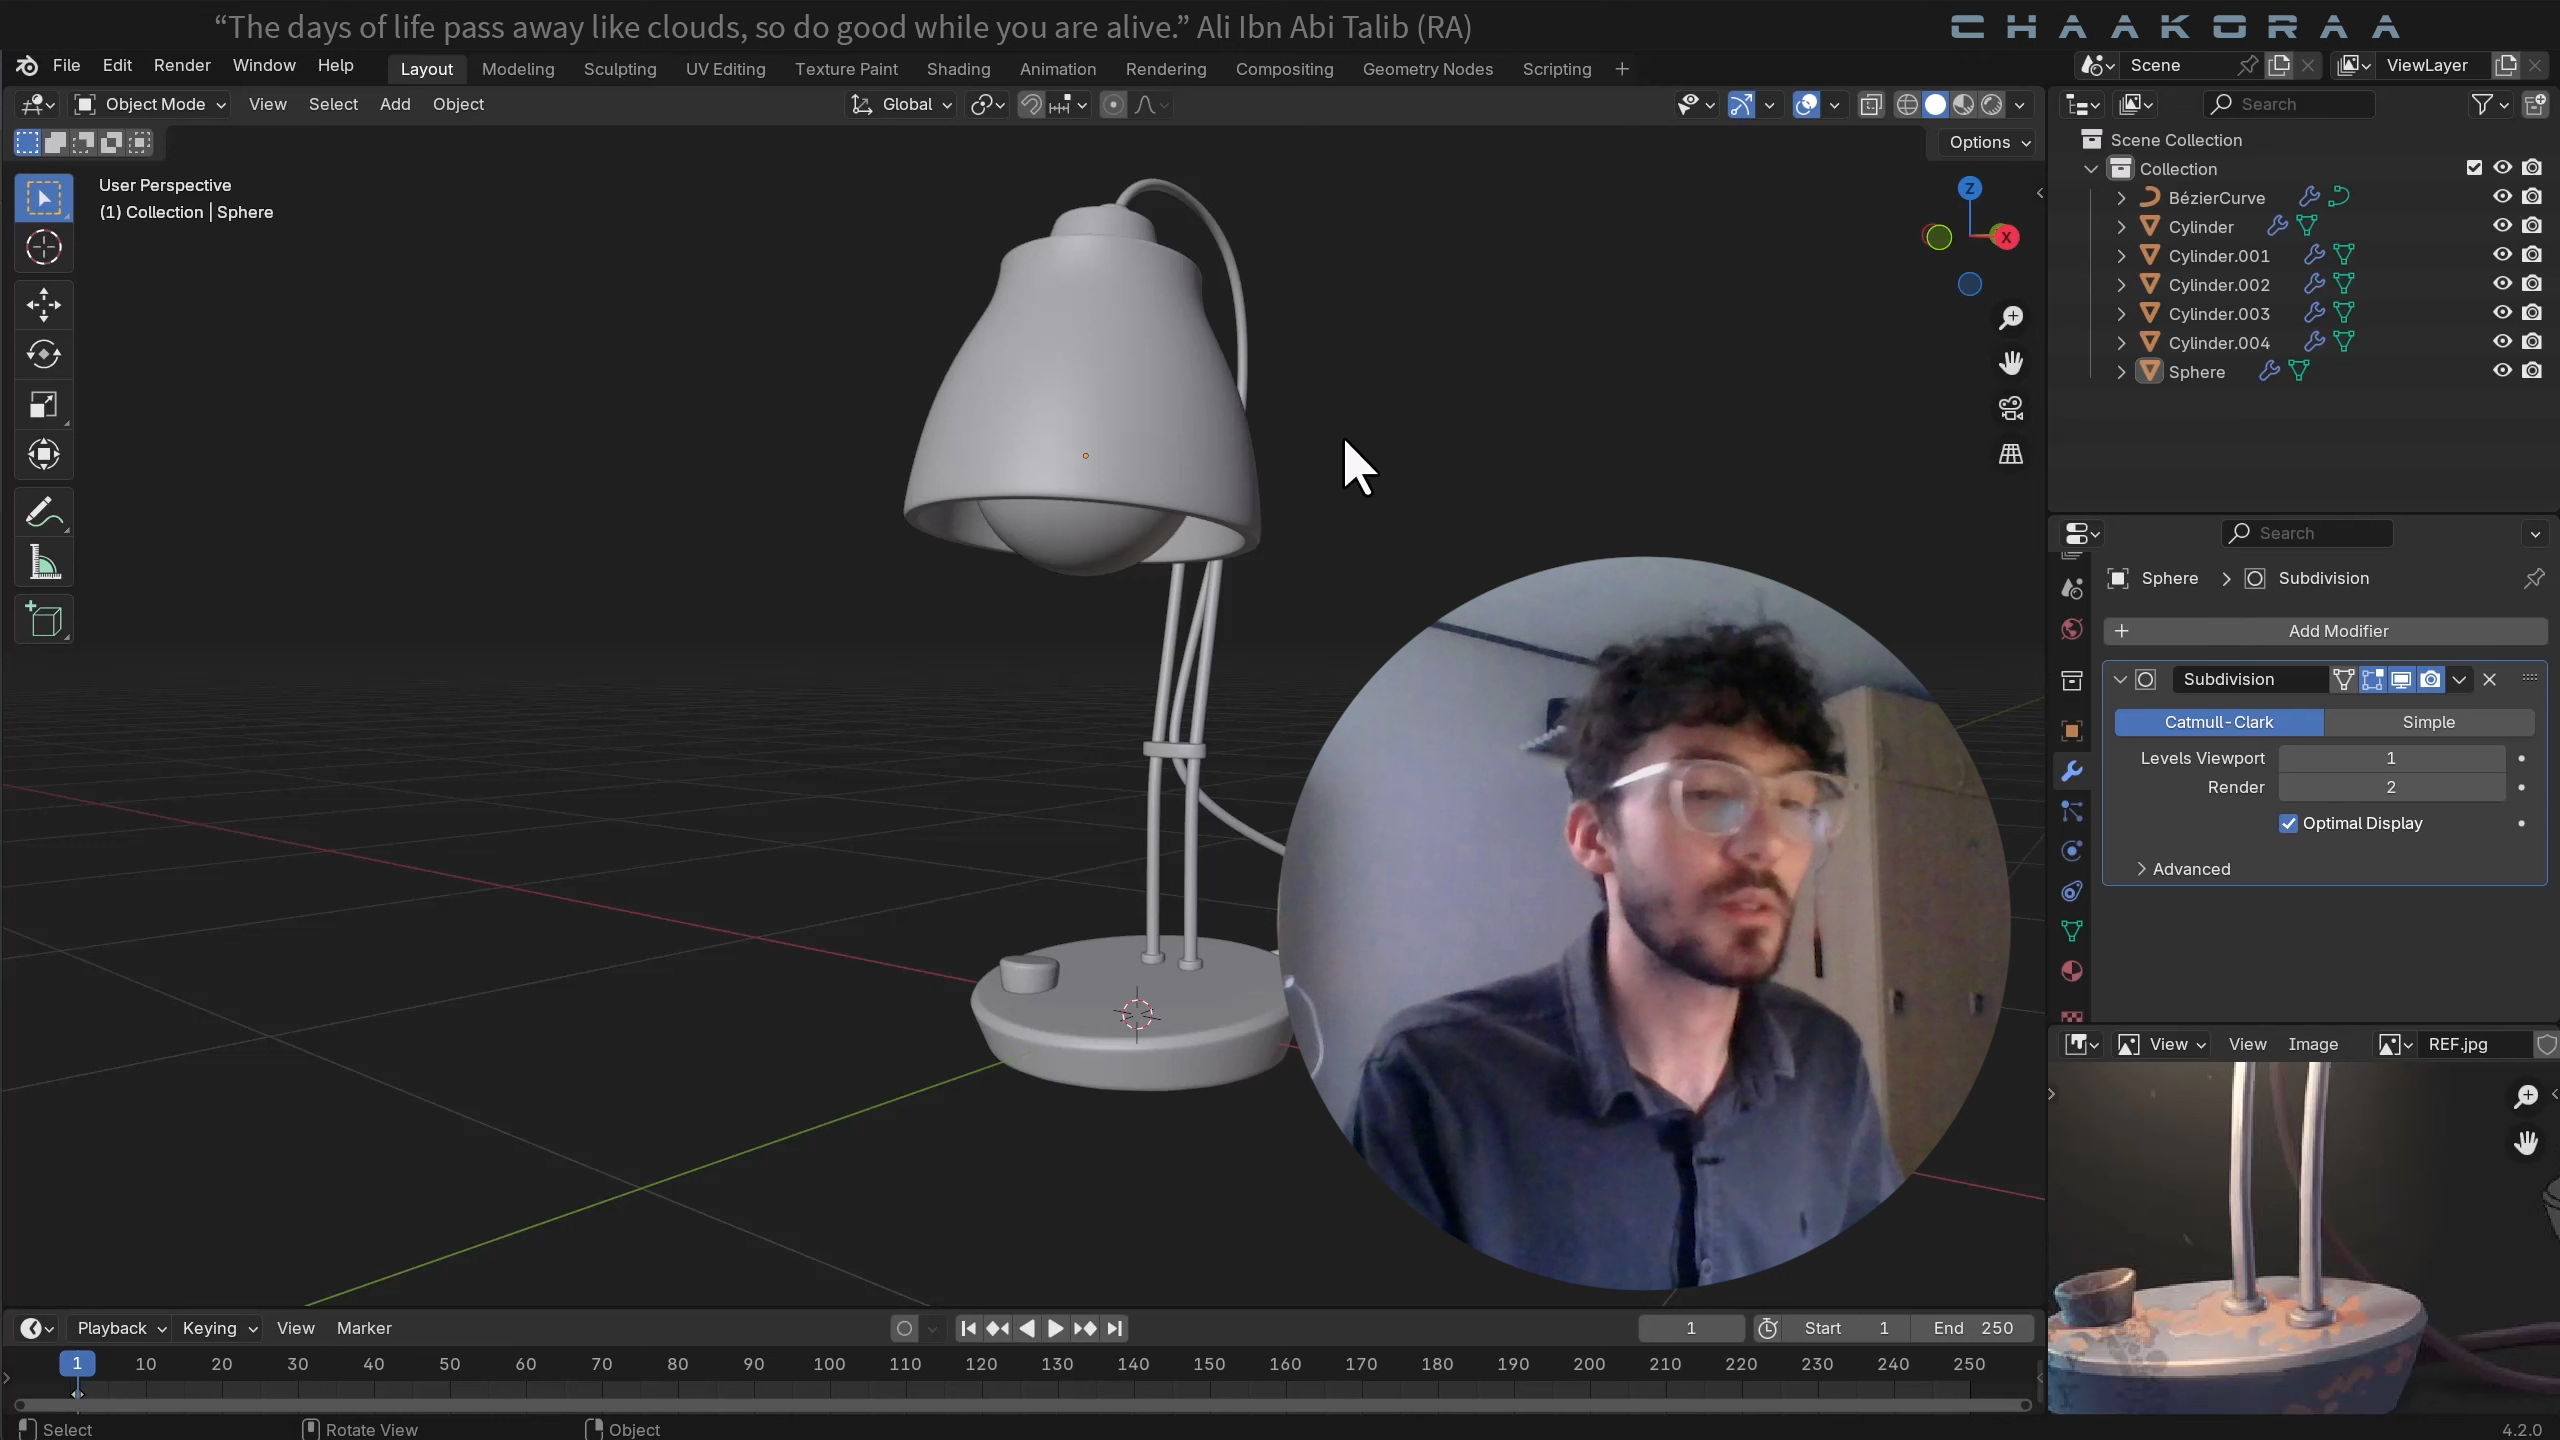 “The days of life pass away like clouds, so do good while you are alive.” Ali Ibn Abi Talib (RA)
CHAAKORAA
File Edit Render Window Help
Layout Modeling Sculpting UV Editing Texture Paint Shading Animation Rendering Compositing Geometry Nodes Scripting +
Scene
ViewLayer
Object Mode View Select Add Object
Global
Search
Options
User Perspective
(1) Collection | Sphere
Z
X
Scene Collection
Collection
BézierCurve
Cylinder
Cylinder.001
Cylinder.002
Cylinder.003
Cylinder.004
Sphere
Search
Sphere > Subdivision
+ Add Modifier
Subdivision
Catmull-Clark Simple
Levels Viewport 1
Render 2
Optimal Display
Advanced
View View Image REF.jpg
Playback Keying View Marker
1 Start 1 End 250
1 10 20 30 40 50 60 70 80 90 100 110 120 130 140 150 160 170 180 190 200 210 220 230 240 250
Select Rotate View Object
4.2.0